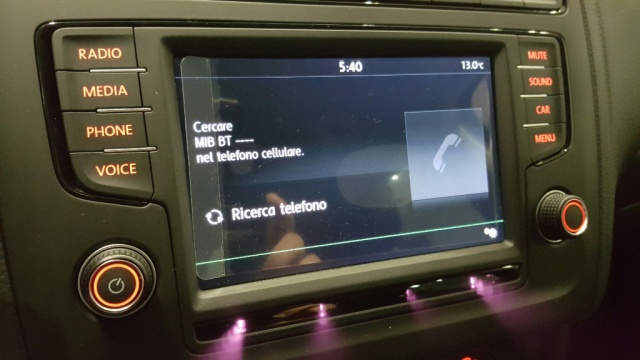 RADIO
MEDIA
PHONE
VOICE
5:40
13.0°C
Cercare
MIB BT ----
nel telefono cellulare.
Ricerca telefono
MUTE
SOUND
CAR
MENU